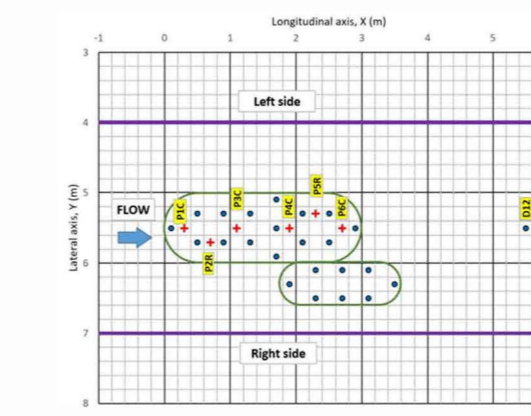 Longitudinal axis, X (m)
-1 0 1 2 3 4 5
3
Left side
4
5
P1C P3C P4C P5R P6C D12
FLOW
Lateral axis, Y (m)
P2R
6
7
Right side
8